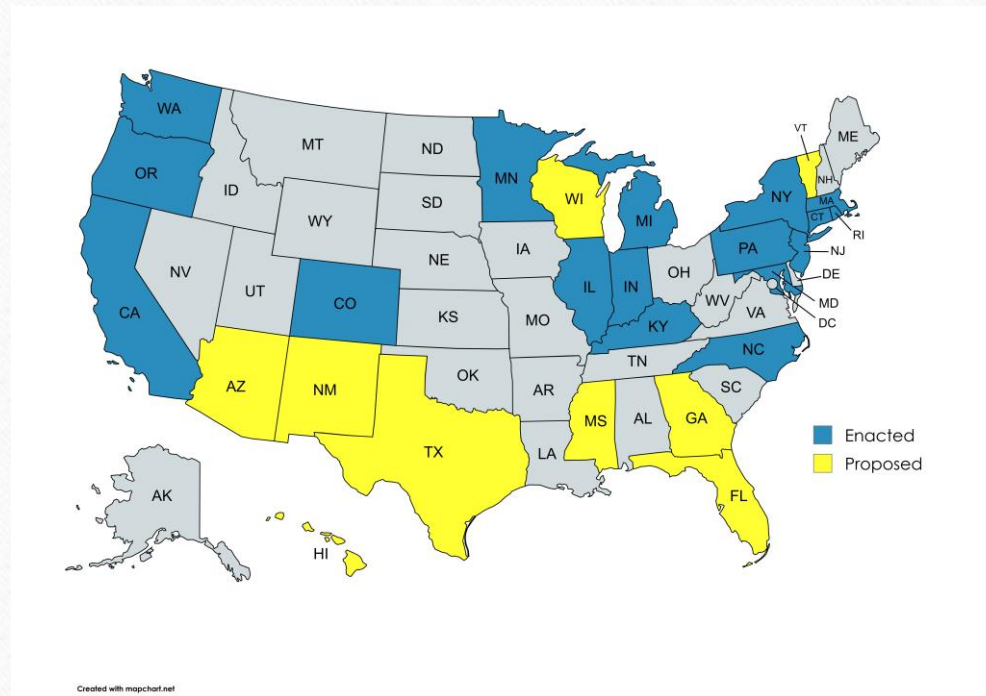 WA
MT
ND
MN
VT
ME
OR
ID
SD
WI
NH
WY
MI
NY
MA
CT
RI
IA
PA
NJ
NE
OH
DE
NV
UT
CO
IL
IN
WV
MD
DC
CA
KS
MO
KY
VA
TN
NC
OK
AR
SC
AZ
NM
MS
AL
GA
TX
LA
FL
AK
HI
Enacted
Proposed
Created with mapchart.net